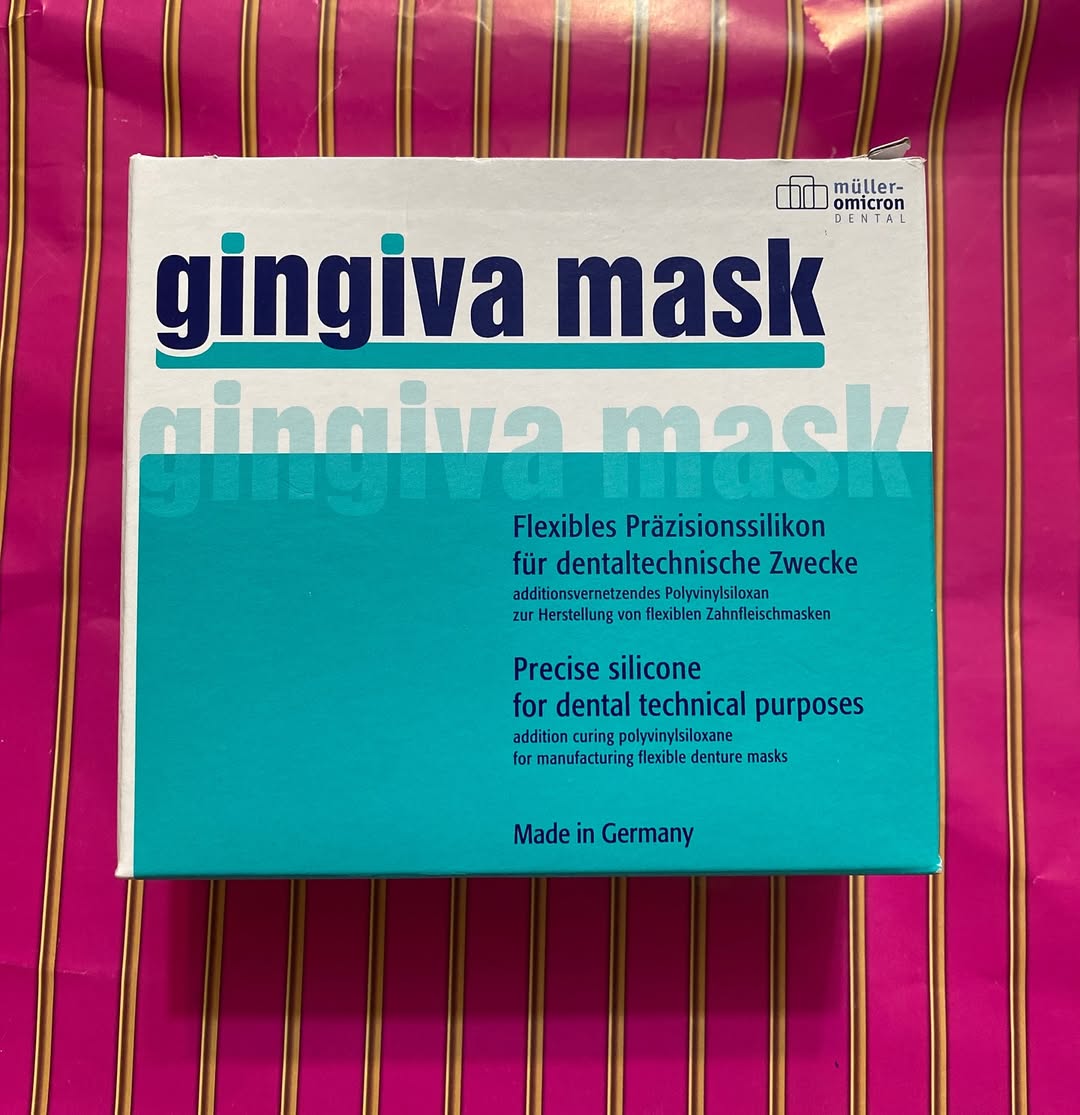 müller-
omicron
DENTAL
gingiva mask
gingiva mask
Flexibles Präzisionssilikon
für dentaltechnische Zwecke
additionsvernetzendes Polyvinylsiloxan
zur Herstellung von flexiblen Zahnfleischmasken
Precise silicone
for dental technical purposes
addition curing polyvinylsiloxane
for manufacturing flexible denture masks
Made in Germany